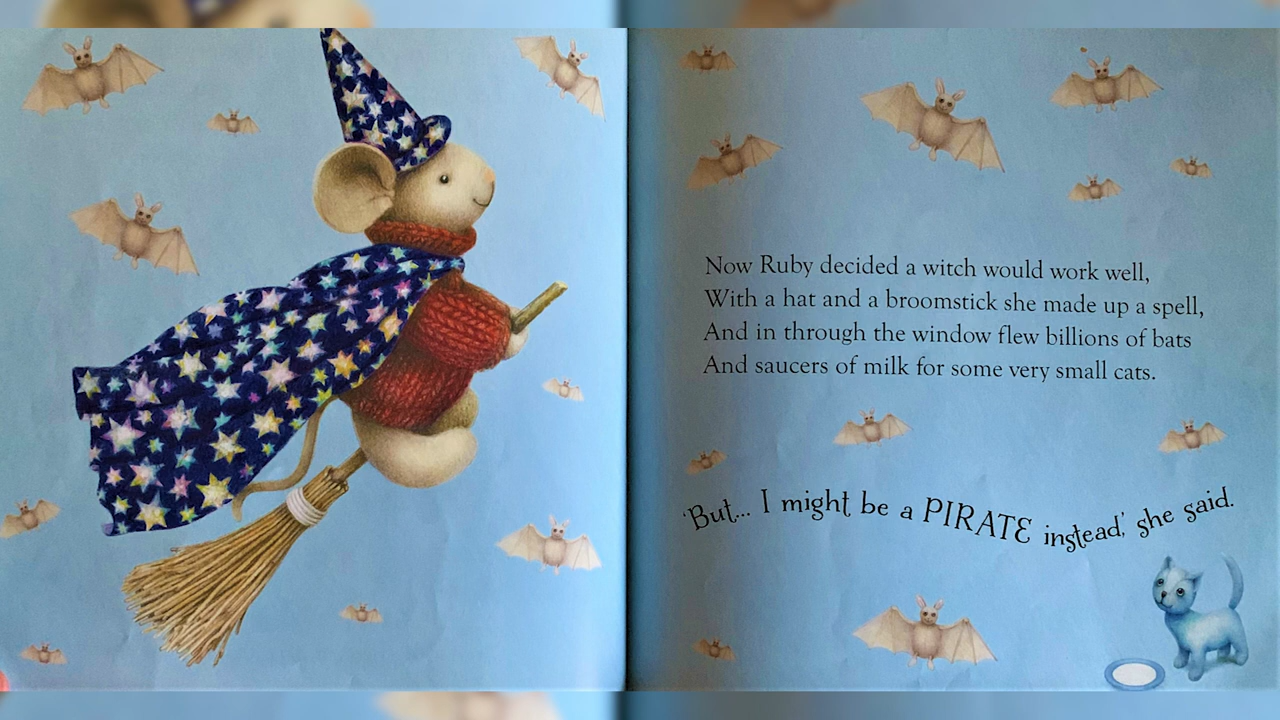 Now Ruby decided a witch would work well,
With a hat and a broomstick she made up a spell,
And in through the window flew billions of bats
And saucers of milk for some very small cats.
'But... I might be a PIRATE instead,' she said.